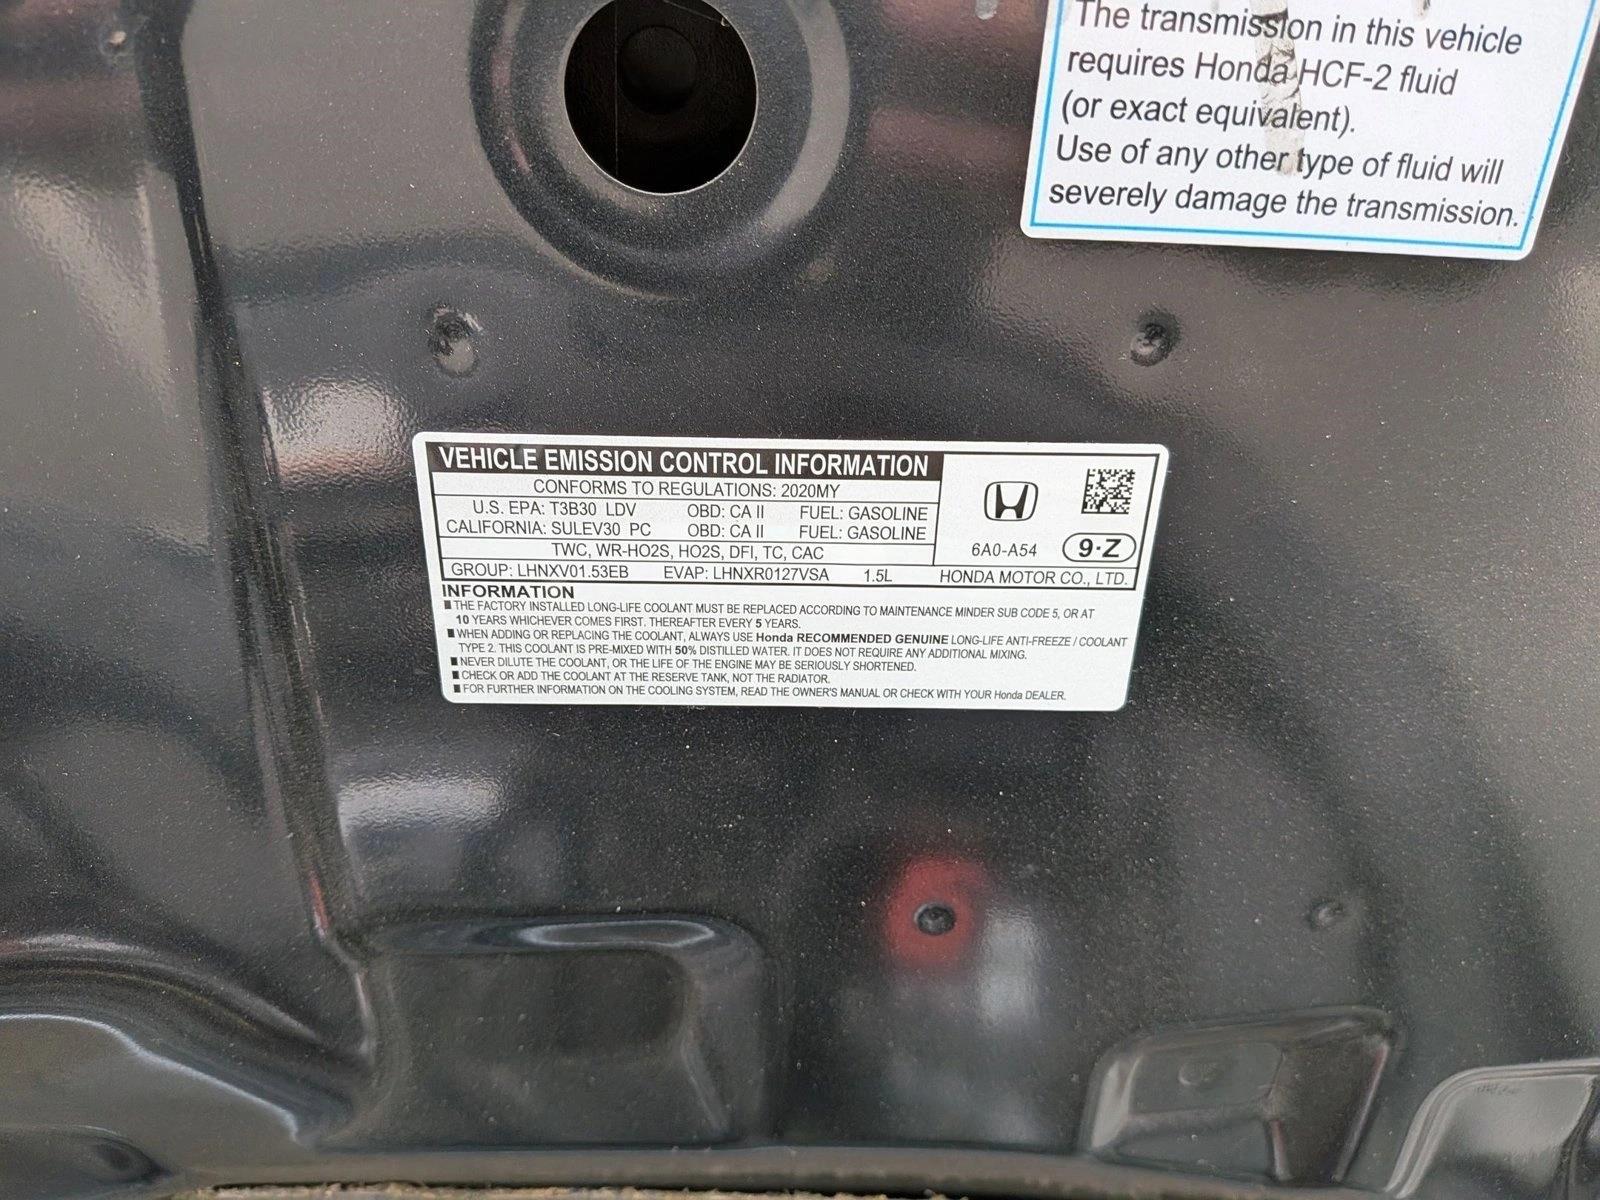 The transmission in this vehicle
requires Honda HCF-2 fluid
(or exact equivalent).
Use of any other type of fluid will
severely damage the transmission.
VEHICLE EMISSION CONTROL INFORMATION
CONFORMS TO REGULATIONS: 2020MY
U.S. EPA: T3B30 LDV OBD: CA II FUEL: GASOLINE
CALIFORNIA: SULEV30 PC OBD: CA II FUEL: GASOLINE
TWC, WR-HO2S, HO2S, DFI, TC, CAC
6A0-A54 9·Z
GROUP: LHNXV01.53EB EVAP: LHNXR0127VSA 1.5L HONDA MOTOR CO., LTD.
INFORMATION
■ THE FACTORY INSTALLED LONG-LIFE COOLANT MUST BE REPLACED ACCORDING TO MAINTENANCE MINDER SUB CODE 5, OR AT
10 YEARS WHICHEVER COMES FIRST. THEREAFTER EVERY 5 YEARS.
■ WHEN ADDING OR REPLACING THE COOLANT, ALWAYS USE Honda RECOMMENDED GENUINE LONG-LIFE ANTI-FREEZE / COOLANT
TYPE 2. THIS COOLANT IS PRE-MIXED WITH 50% DISTILLED WATER. IT DOES NOT REQUIRE ANY ADDITIONAL MIXING.
■ NEVER DILUTE THE COOLANT, OR THE LIFE OF THE ENGINE MAY BE SERIOUSLY SHORTENED.
■ CHECK OR ADD THE COOLANT AT THE RESERVE TANK, NOT THE RADIATOR.
■ FOR FURTHER INFORMATION ON THE COOLING SYSTEM, READ THE OWNER'S MANUAL OR CHECK WITH YOUR Honda DEALER.